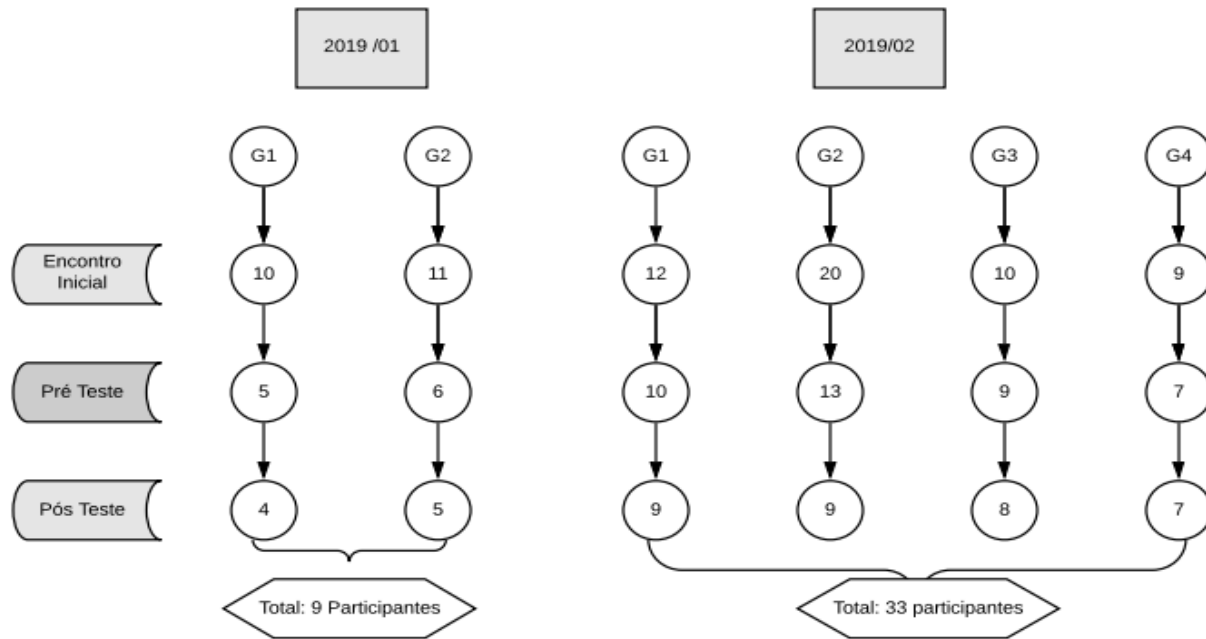 2019 /01
2019/02
G1
G2
G1
G2
G3
G4
Encontro
Inicial
10
11
12
20
10
9
Pré Teste
5
6
10
13
9
7
Pós Teste
4
5
9
9
8
7
Total: 9 Participantes
Total: 33 participantes